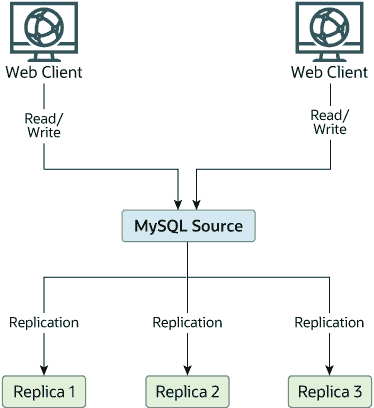 Web Client
Web Client
Read/
Write
Read/
Write
MySQL Source
Replication
Replication
Replication
Replica 1
Replica 2
Replica 3